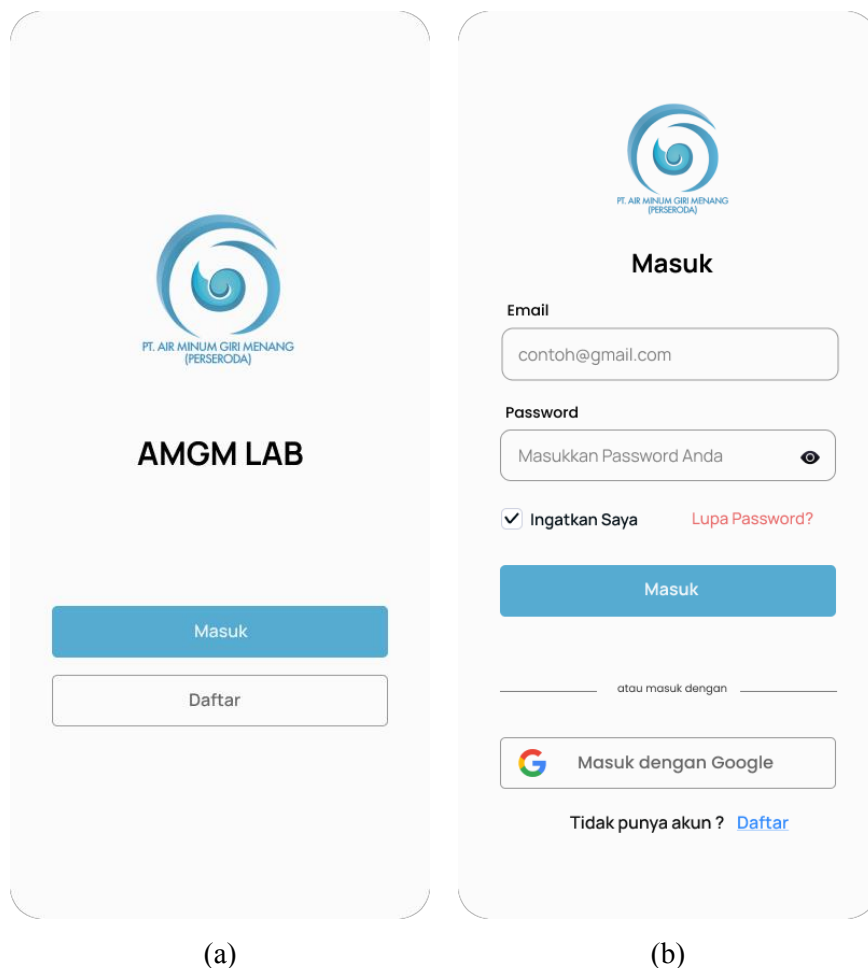 PT. AIR MINUM GIRI MENANG
(PERSERODA)
AMGM LAB
Masuk
Daftar
(a)
PT. AIR MINUM GIRI MENANG
(PERSERODA)
Masuk
Email
contoh@gmail.com
Password
Masukkan Password Anda
Ingatkan Saya Lupa Password?
Masuk
atau masuk dengan
Masuk dengan Google
Tidak punya akun ? Daftar
(b)